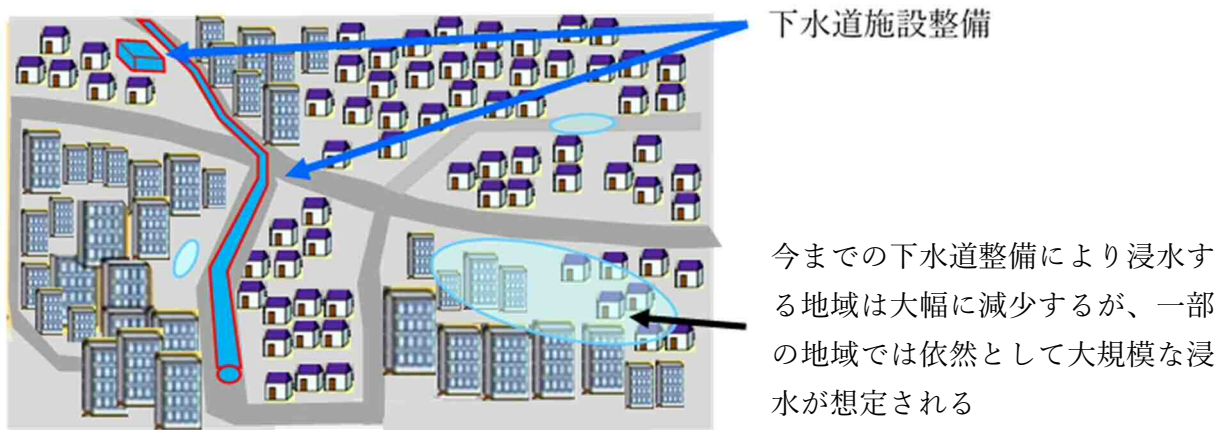 下水道施設整備
今までの下水道整備により浸水す
る地域は大幅に減少するが、一部
の地域では依然として大規模な浸
水が想定される